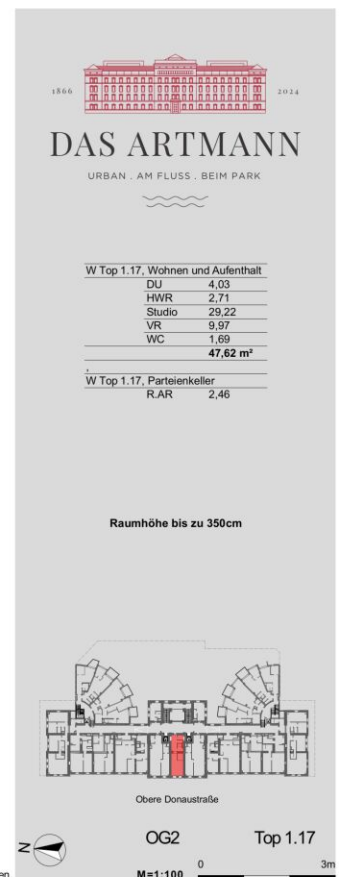 1866 2024
DAS ARTMANN
URBAN . AM FLUSS . BEIM PARK
W Top 1.17, Wohnen und Aufenthalt
DU 4,03
HWR 2,71
Studio 29,22
VR 9,97
WC 1,69
47,62 m²
,
W Top 1.17, Parteienkeller
R.AR 2,46
Raumhöhe bis zu 350cm
Obere Donaustraße
N
OG2 Top 1.17
en
M=1:100 0 3m